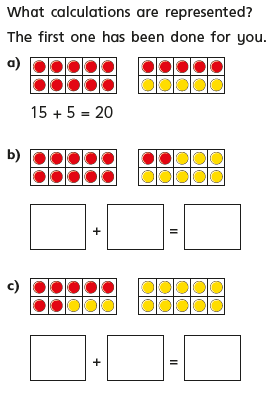 What calculations are represented?
The first one has been done for you.
a)
15 + 5 = 20
b)
+ =
c)
+ =